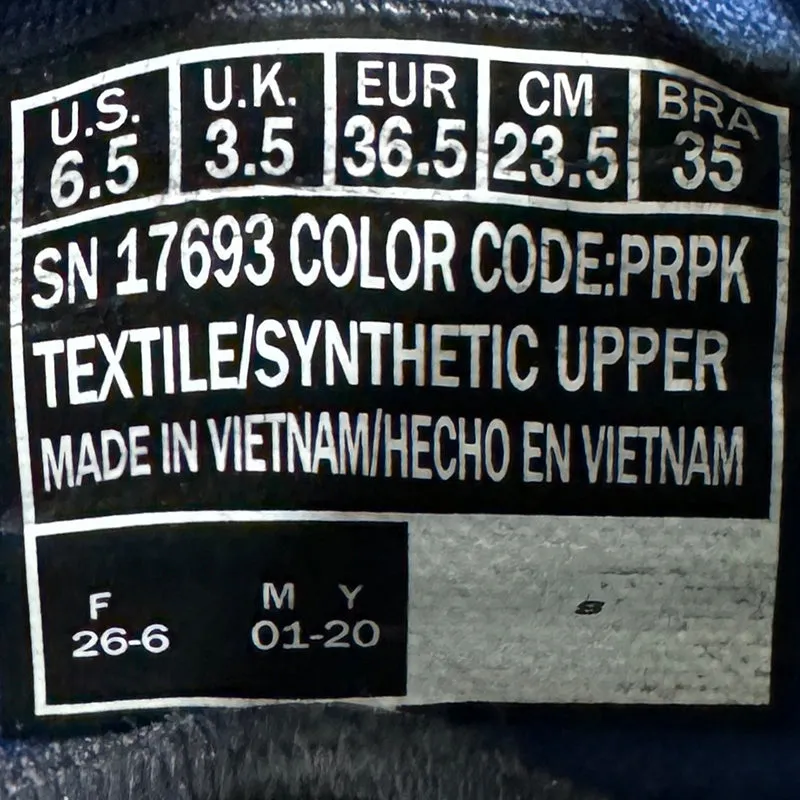 U.S. U.K. EUR CM BRA
6.5 3.5 36.5 23.5 35
SN 17693 COLOR CODE:PRPK
TEXTILE/SYNTHETIC UPPER
MADE IN VIETNAM/HECHO EN VIETNAM
F M Y
26-6 01-20